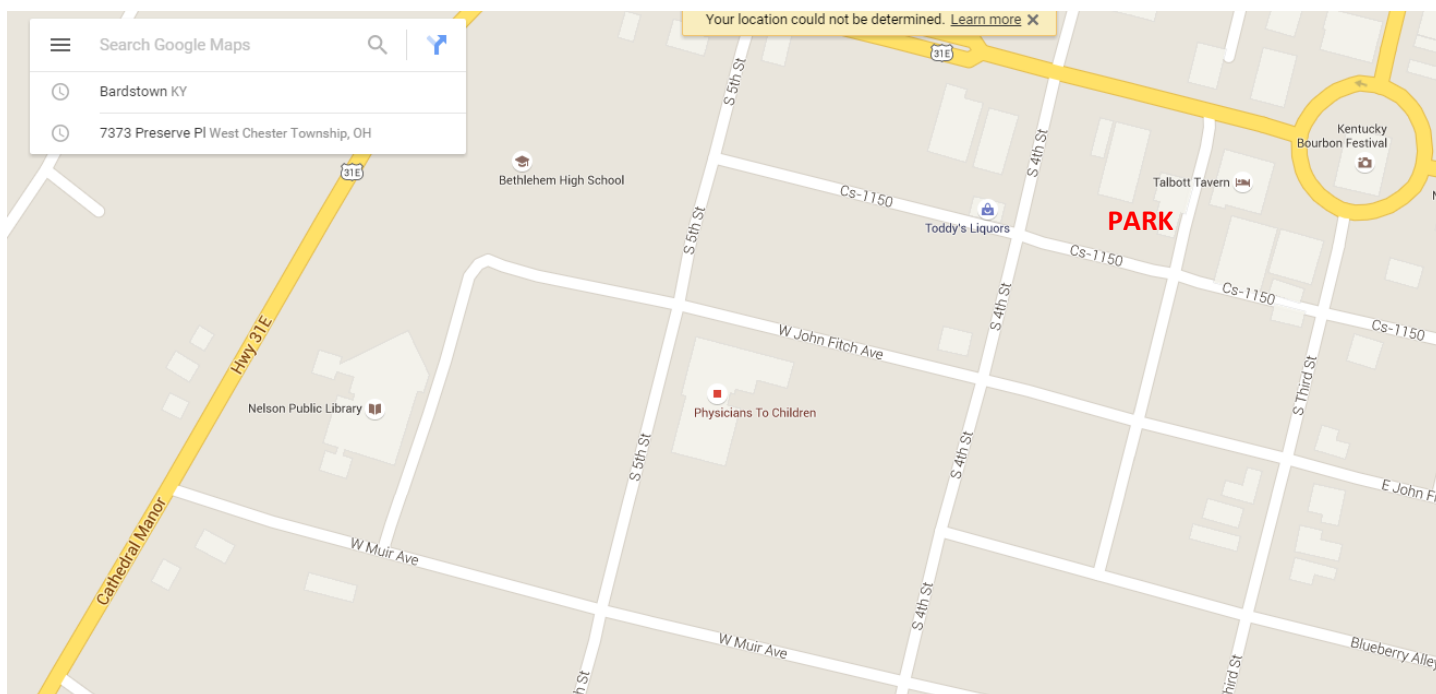 Your location could not be determined. Learn more
Search Google Maps
Bardstown KY
7373 Preserve Pl West Chester Township, OH
31E
31E
S 5th St
S 4th St
Kentucky
Bourbon Festival
Bethlehem High School
Talbott Tavern
Cs-1150
PARK
Toddy's Liquors
S 5th St
Cs-1150
Cs-1150
Cs-1150
S 4th St
W John Fitch Ave
Hwy 31E
S Third St
Nelson Public Library
Physicians To Children
S 5th St
S 4th St
E John F
Cathedral Manor
W Muir Ave
S 4th St
W Muir Ave
Blueberry Alley
h St
Third St